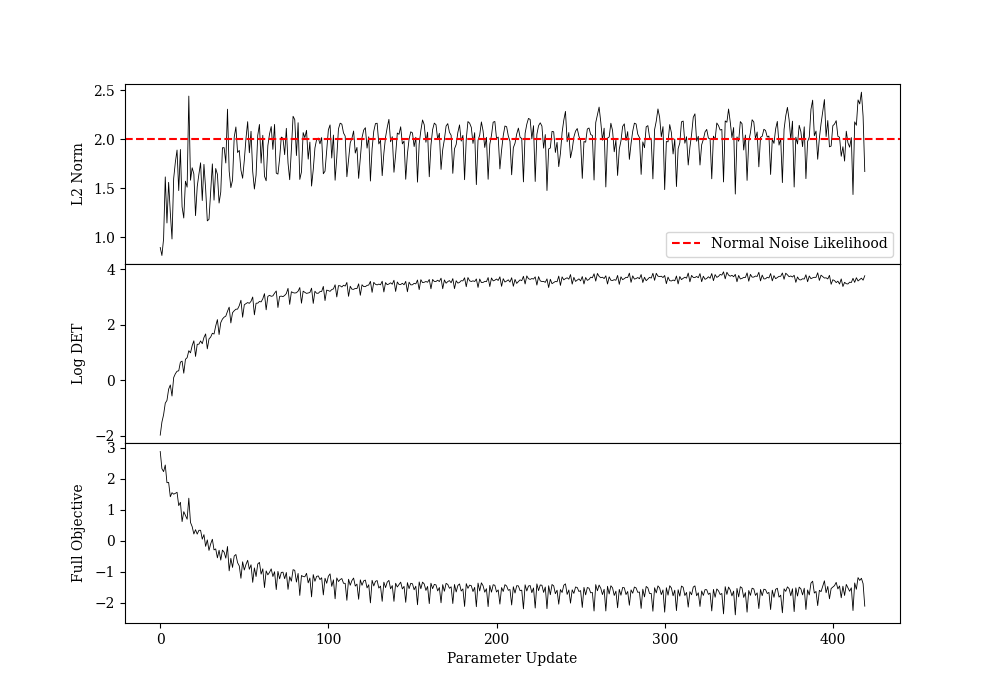 2.5
2.0
1.5
1.0
L2 Norm
Normal Noise Likelihood
4
2
0
−2
Log DET
3
2
1
0
−1
−2
Full Objective
0 100 200 300 400
Parameter Update